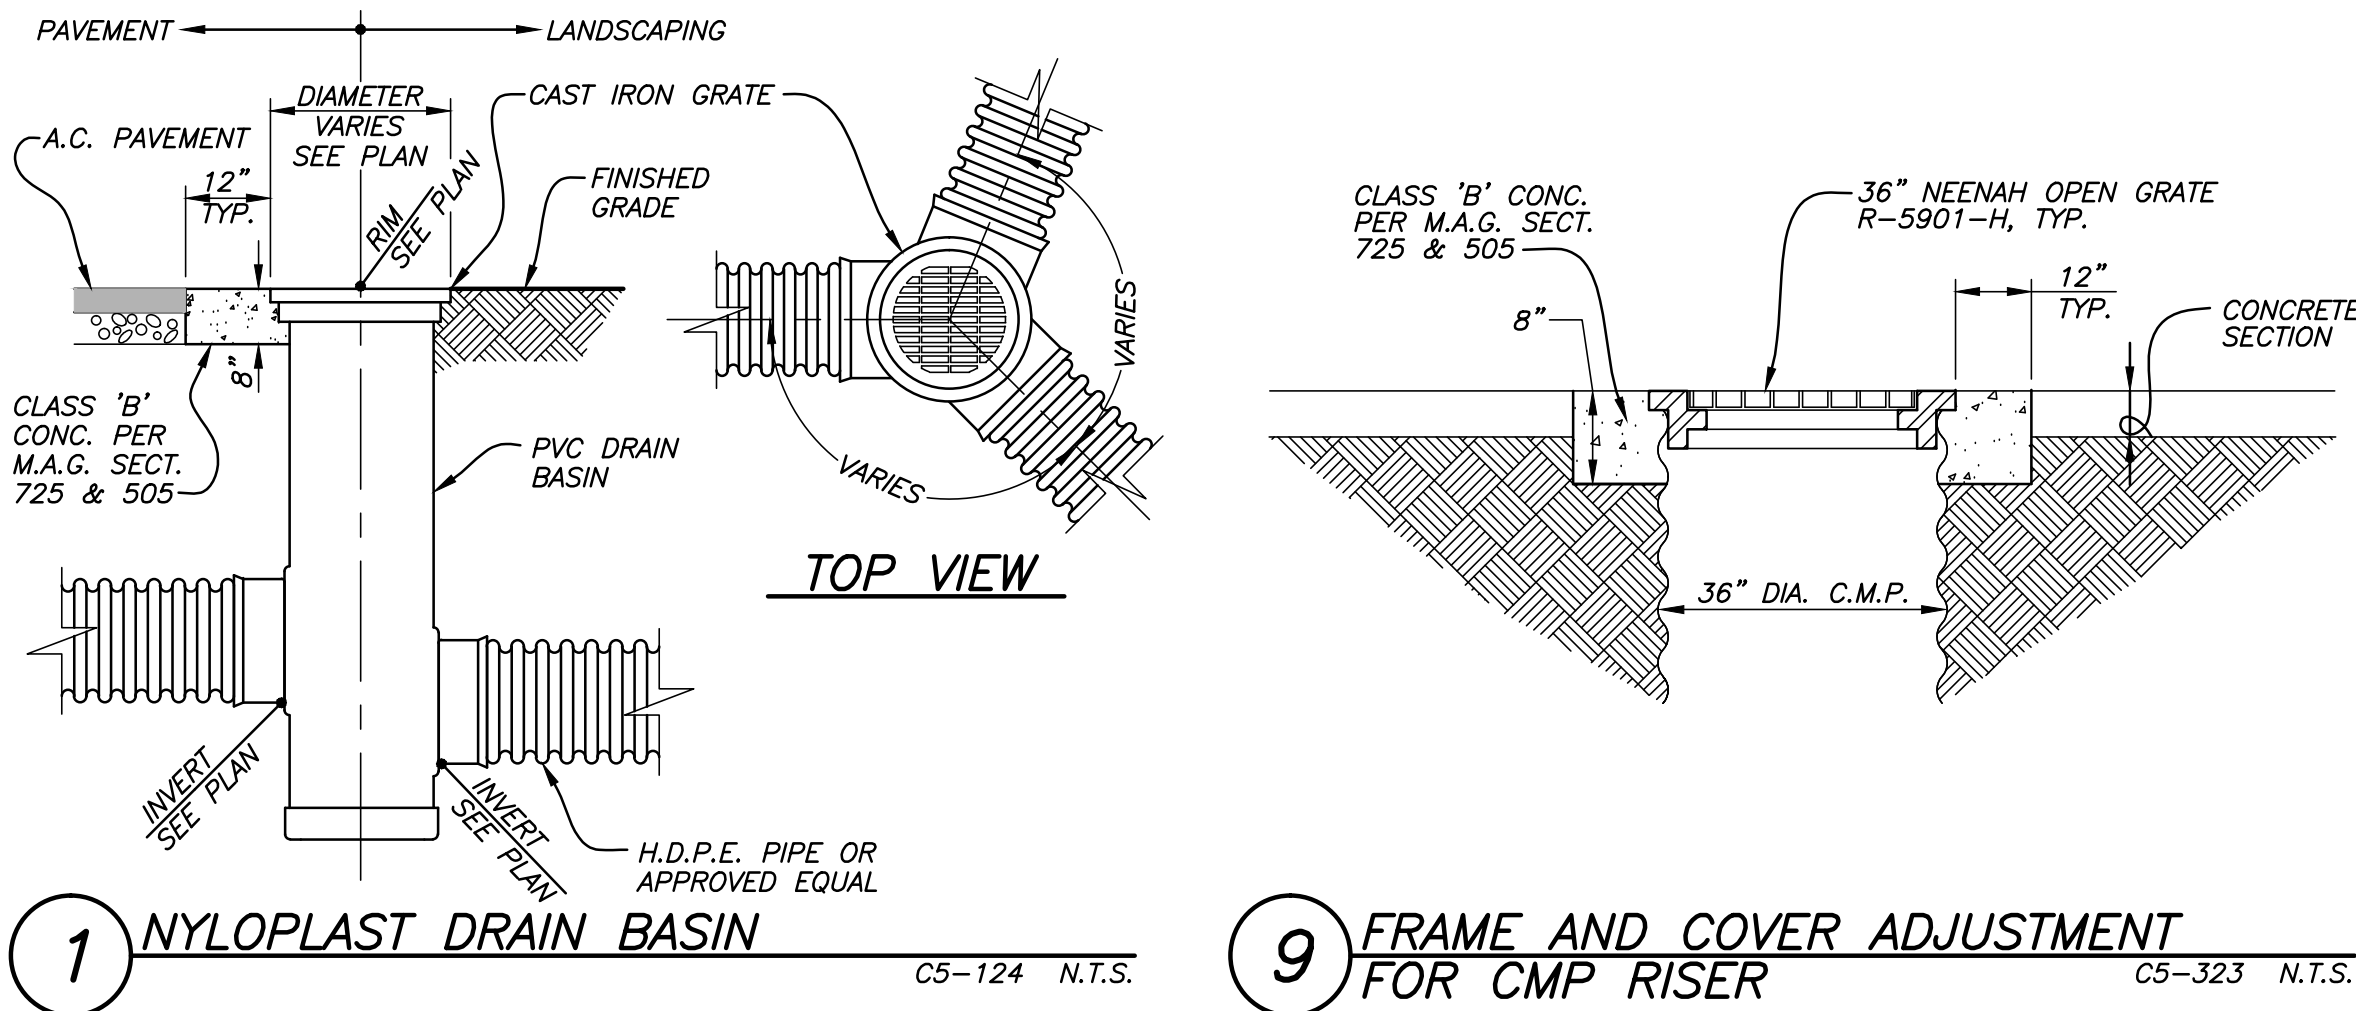 PAVEMENT
LANDSCAPING
DIAMETER
VARIES
SEE PLAN
CAST IRON GRATE
A.C. PAVEMENT
12”
TYP.
RIM
SEE PLAN
FINISHED
GRADE
8”
CLASS 'B'
CONC. PER
M.A.G. SECT.
725 & 505
PVC DRAIN
BASIN
VARIES
VARIES
TOP VIEW
INVERT
SEE PLAN
INVERT
SEE PLAN
H.D.P.E. PIPE OR
APPROVED EQUAL
1
NYLOPLAST DRAIN BASIN
C5-124 N.T.S.
CLASS 'B' CONC.
PER M.A.G. SECT.
725 & 505
36” NEENAH OPEN GRATE
R-5901-H, TYP.
8”
12”
TYP.
CONCRETE
SECTION
36” DIA. C.M.P.
9
FRAME AND COVER ADJUSTMENT
FOR CMP RISER
C5-323 N.T.S.